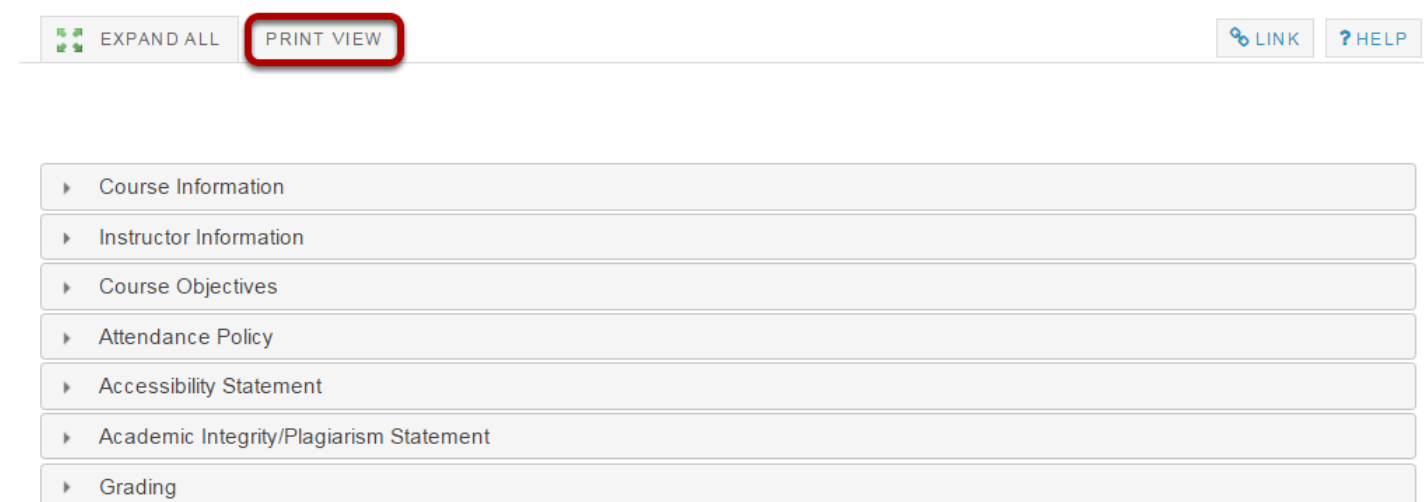 EXPAND ALL PRINT VIEW LINK ? HELP
Course Information
Instructor Information
Course Objectives
Attendance Policy
Accessibility Statement
Academic Integrity/Plagiarism Statement
Grading